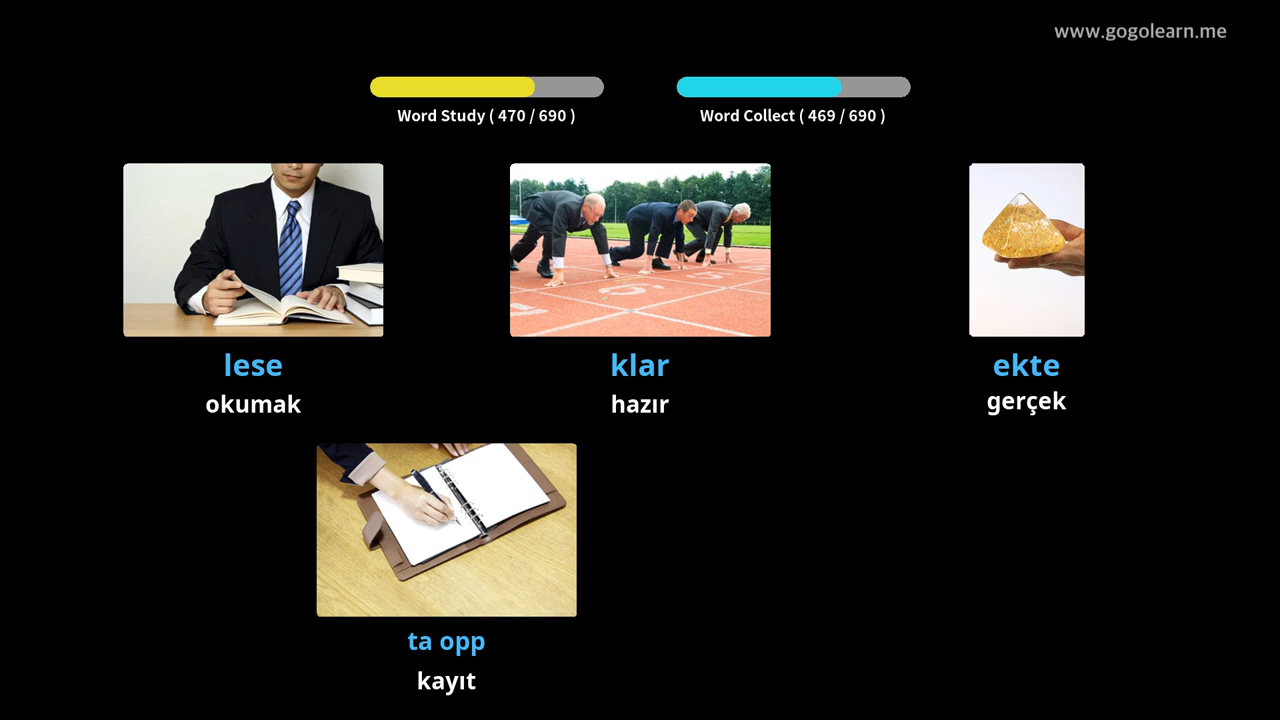 www.gogolearn.me
Word Study ( 470 / 690 )
Word Collect ( 469 / 690 )
lese
okumak
klar
hazır
ekte
gerçek
ta opp
kayıt